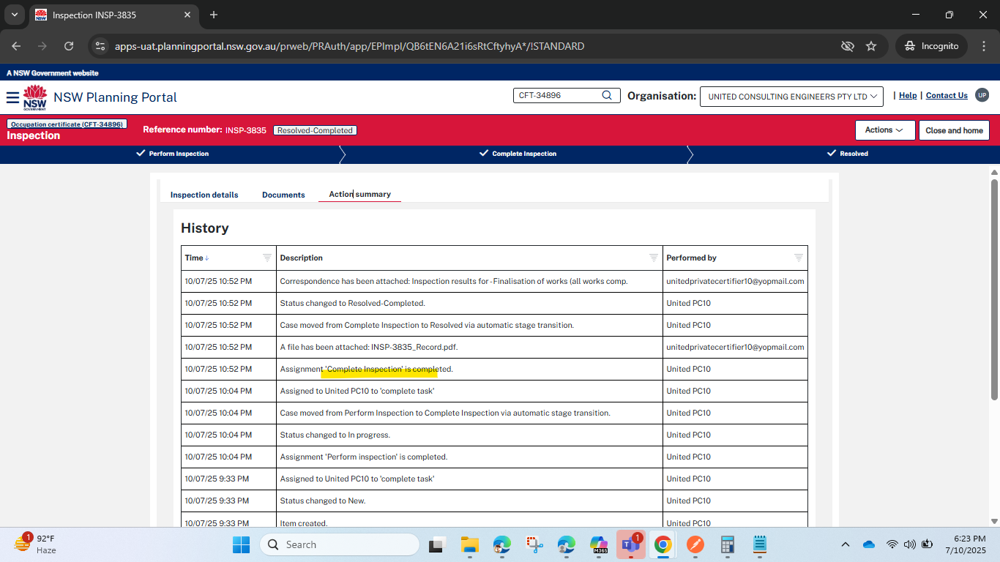 Inspection INSP-3835
apps-uat.planningportal.nsw.gov.au/prweb/PRAuth/app/EPImpl/QB6tEN6A21i6sRtCftyhyA*/!STANDARD
Incognito
A NSW Government website
NSW GOVERNMENT
NSW Planning Portal
CFT-34896
Organisation:
UNITED CONSULTING ENGINEERS PTY LTD
| Help | Contact Us
UP
Occupation certificate (CFT-34896)
Inspection
Reference number: INSP-3835 Resolved-Completed
Actions
Close and home
Perform Inspection
Complete Inspection
Resolved
Inspection details
Documents
Action summary
History
Time Description Performed by
10/07/25 10:52 PM Correspondence has been attached: Inspection results for - Finalisation of works (all works comp. unitedprivatecertifier10@yopmail.com
10/07/25 10:52 PM Status changed to Resolved-Completed. United PC10
10/07/25 10:52 PM Case moved from Complete Inspection to Resolved via automatic stage transition. United PC10
10/07/25 10:52 PM A file has been attached: INSP-3835_Record.pdf. unitedprivatecertifier10@yopmail.com
10/07/25 10:52 PM Assignment 'Complete Inspection' is completed. United PC10
10/07/25 10:04 PM Assigned to United PC10 to 'complete task' United PC10
10/07/25 10:04 PM Case moved from Perform Inspection to Complete Inspection via automatic stage transition. United PC10
10/07/25 10:04 PM Status changed to In progress. United PC10
10/07/25 10:04 PM Assignment 'Perform inspection' is completed. United PC10
10/07/25 9:33 PM Assigned to United PC10 to 'complete task' United PC10
10/07/25 9:33 PM Status changed to New. United PC10
10/07/25 9:33 PM Item created. United PC10
1
92°F
Haze
Search
M365
1
6:23 PM
7/10/2025